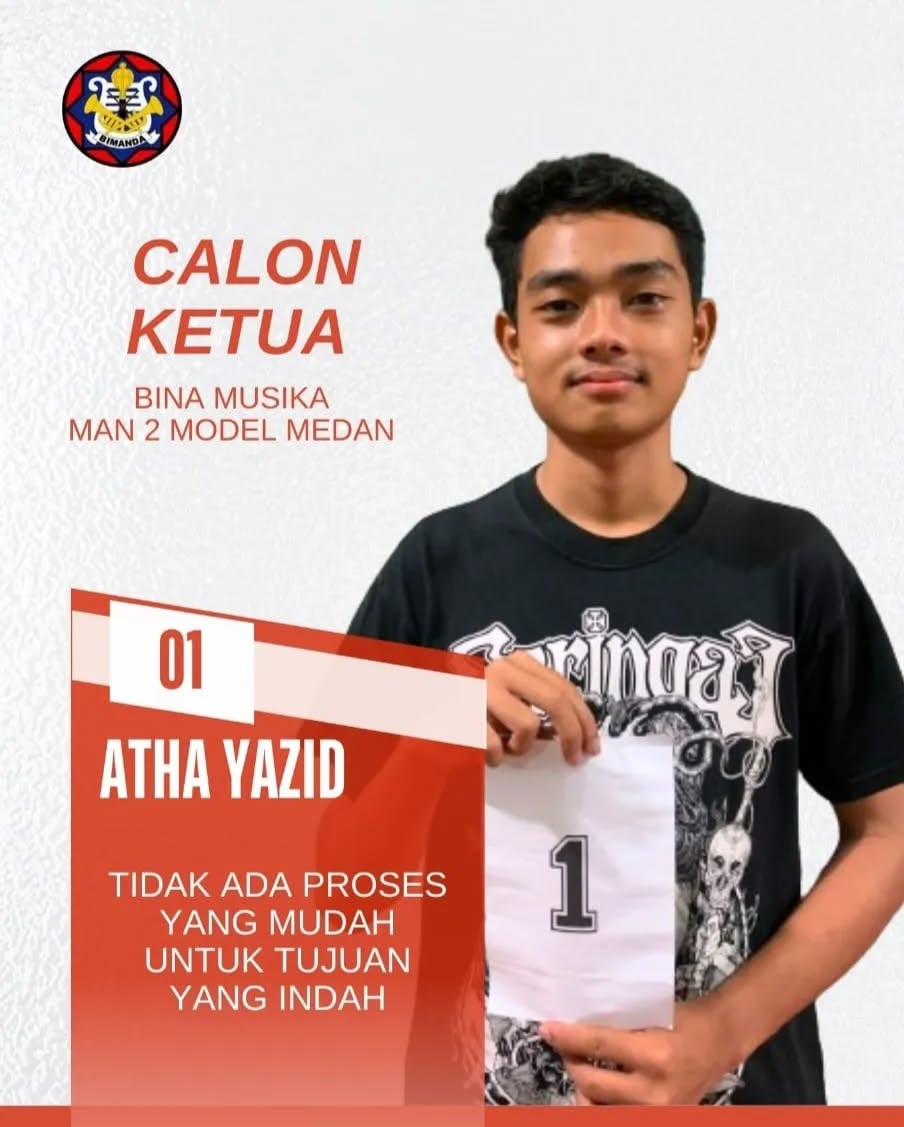 BIMANDA
CALON
KETUA
BINA MUSIKA
MAN 2 MODEL MEDAN
01
ATHA YAZID
TIDAK ADA PROSES
YANG MUDAH
UNTUK TUJUAN
YANG INDAH
Seringai
1